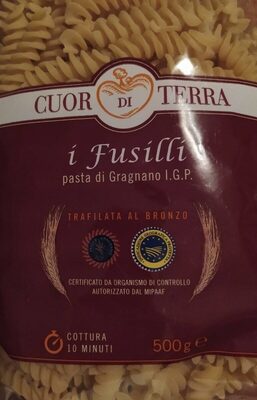 CUOR DI TERRA
i Fusilli
pasta di Gragnano I.G.P.
TRAFILATA AL BRONZO
CERTIFICATO DA ORGANISMO DI CONTROLLO
AUTORIZZATO DAL MIPAAF
COTTURA
10 MINUTI
500g e